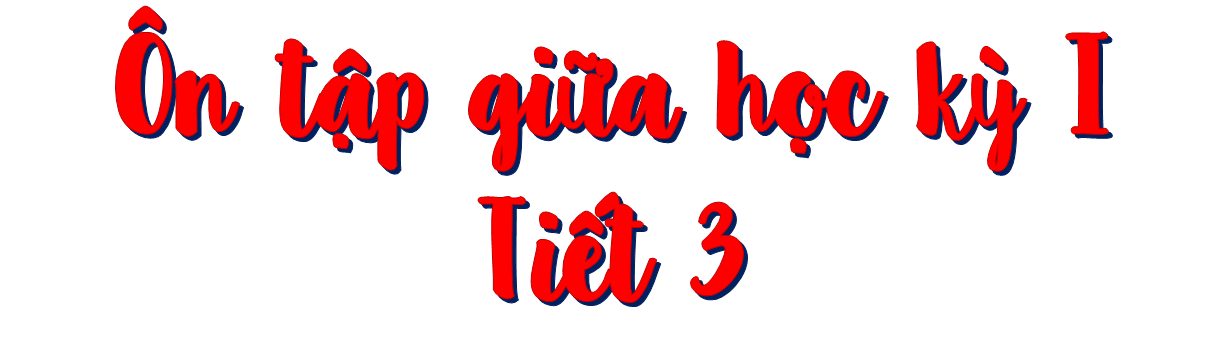 Ôn tập giữa học kỳ I
Tiết 3